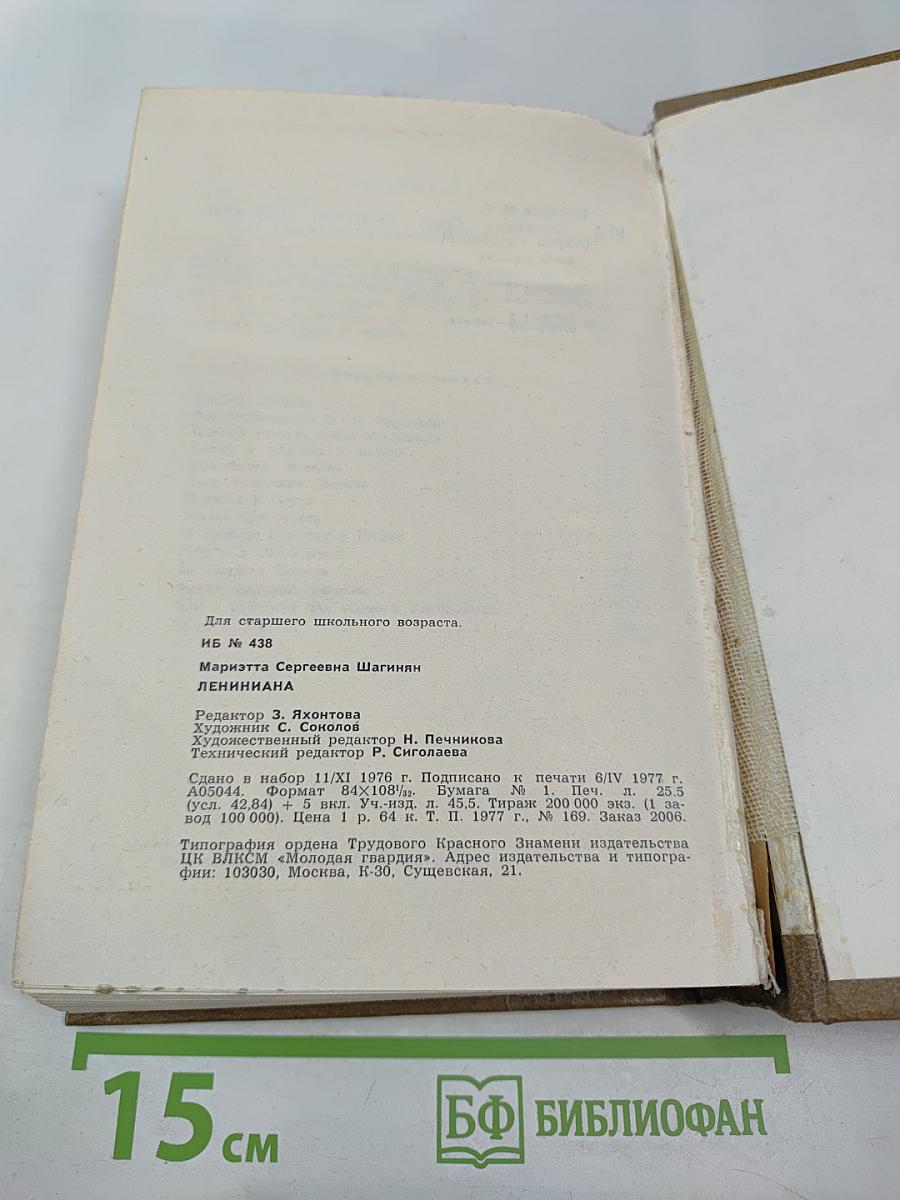 Для старшего школьного возраста.
ИБ № 438
Мариэтта Сергеевна Шагинян
ЛЕНИНИАНА
Редактор З. Яхонтова
Художник С. Соколов
Художественный редактор Н. Печникова
Технический редактор Р. Сиголаева
Сдано в набор 11/XI 1976 г. Подписано к печати 6/IV 1977 г.
А05044. Формат 84×108¹/₃₂. Бумага № 1. Печ. л. 25.5
(усл. 42,84) + 5 вкл. Уч.-изд. л. 45,5. Тираж 200 000 экз. (1 за-
вод 100 000). Цена 1 р. 64 к. Т. П. 1977 г., № 169. Заказ 2006.
Типография ордена Трудового Красного Знамени издательства
ЦК ВЛКСМ «Молодая гвардия». Адрес издательства и типогра-
фии: 103030, Москва, К-30, Сущевская, 21.
15 см
БФ БИБЛИОФАН